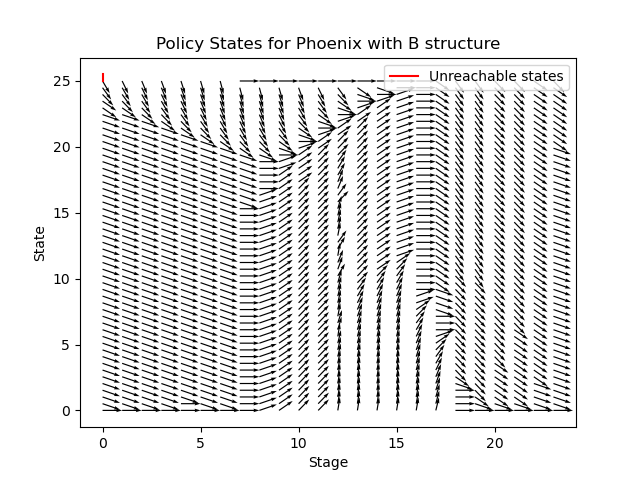 Policy States for Phoenix with B structure
Unreachable states
25
20
15
10
5
0
State
0 5 10 15 20
Stage